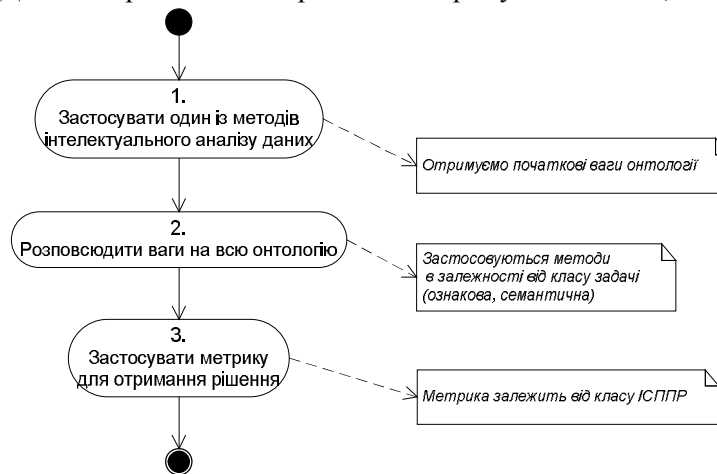 1.
Застосувати один із методів
інтелектуального аналізу даних
Отримуємо початкові ваги онтології
2.
Розповсюдити ваги на всю онтологію
Застосовуються методи
в залежності від класу задачі
(ознакова, семантична)
3.
Застосувати метрику
для отримання рішення
Метрика залежить від класу ІСППР